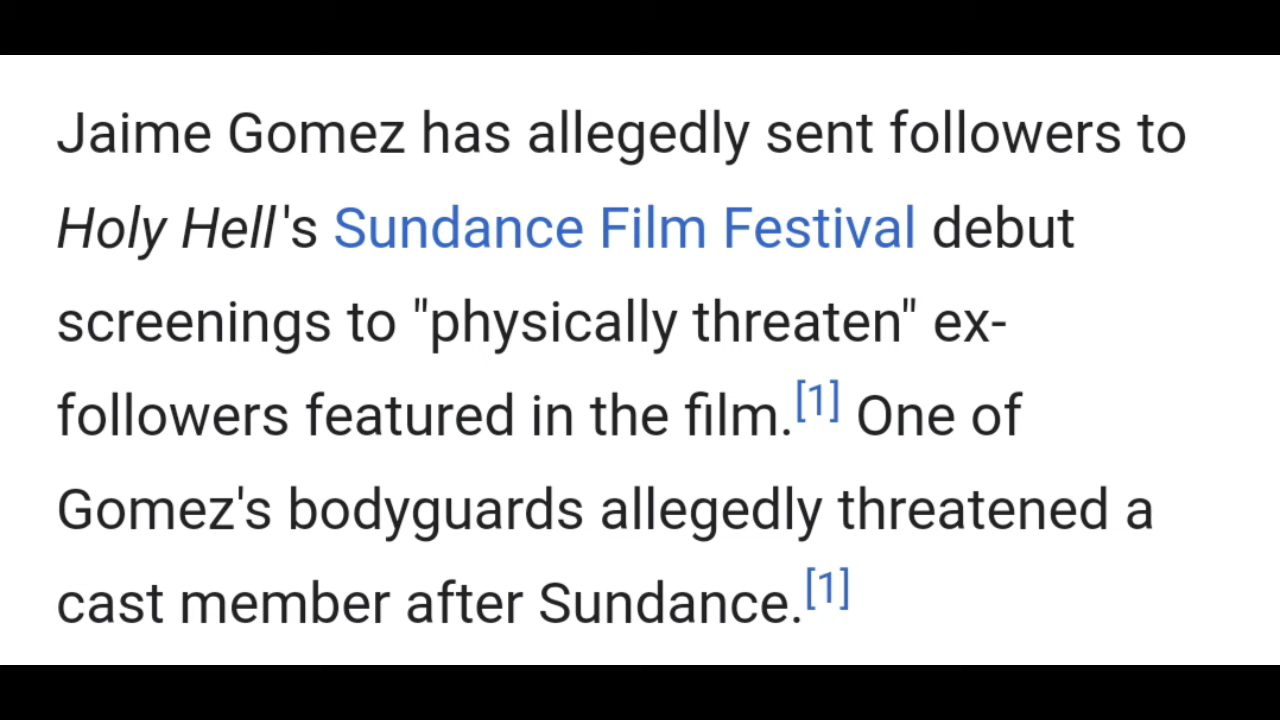 Jaime Gomez has allegedly sent followers to
Holy Hell's Sundance Film Festival debut
screenings to "physically threaten" ex-
followers featured in the film.[1] One of
Gomez's bodyguards allegedly threatened a
cast member after Sundance.[1]